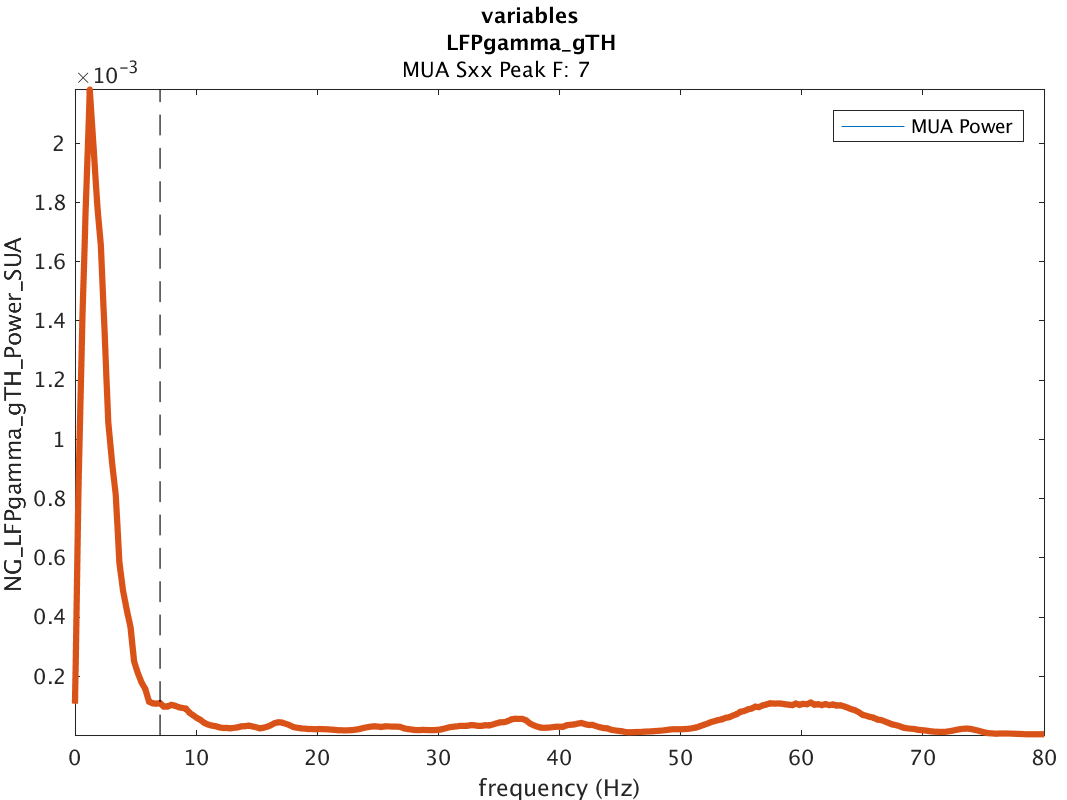 variables
LFPgamma_gTH
MUA Sxx Peak F: 7
×10⁻³
MUA Power
2
1.8
1.6
1.4
1.2
1
0.8
0.6
0.4
0.2
NG_LFPgamma_gTH_Power_SUA
0 10 20 30 40 50 60 70 80
frequency (Hz)